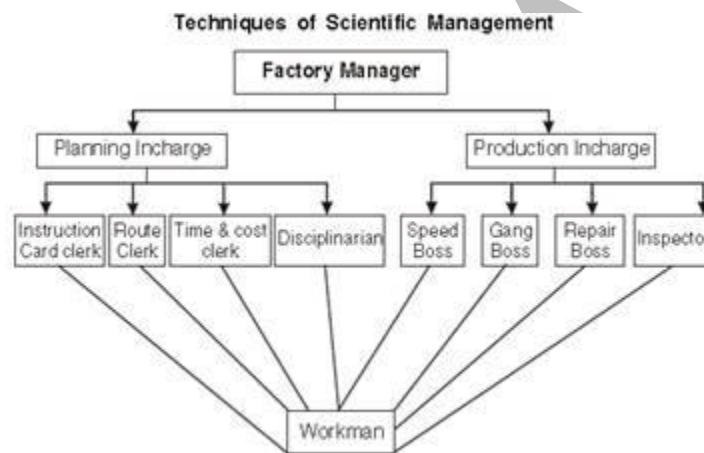 Techniques of Scientific Management
Factory Manager
Planning Incharge
Production Incharge
Instruction
Card clerk
Route
Clerk
Time & cost
clerk
Disciplinarian
Speed
Boss
Gang
Boss
Repair
Boss
Inspecto
Workman